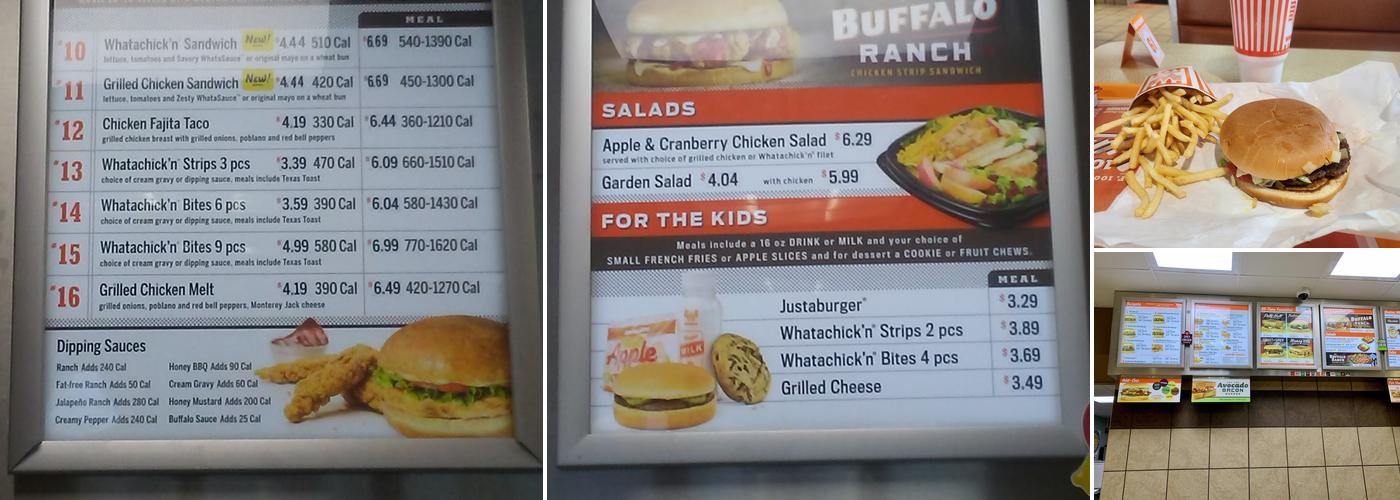 MEAL
#10 Whatachick'n® Sandwich New! $4.44 510 Cal $6.69 540-1390 Cal
lettuce, tomatoes and Savory WhataSauce™ or original mayo on a wheat bun
#11 Grilled Chicken Sandwich New! $4.44 420 Cal $6.69 450-1300 Cal
lettuce, tomatoes and Zesty WhataSauce™ or original mayo on a wheat bun
#12 Chicken Fajita Taco $4.19 330 Cal $6.44 360-1210 Cal
grilled chicken breast with grilled onions, poblano and red bell peppers
#13 Whatachick'n® Strips 3 pcs $3.39 470 Cal $6.09 660-1510 Cal
choice of cream gravy or dipping sauce, meals include Texas Toast
#14 Whatachick'n® Bites 6 pcs $3.59 390 Cal $6.04 580-1430 Cal
choice of cream gravy or dipping sauce, meals include Texas Toast
#15 Whatachick'n® Bites 9 pcs $4.99 580 Cal $6.99 770-1620 Cal
choice of cream gravy or dipping sauce, meals include Texas Toast
#16 Grilled Chicken Melt $4.19 390 Cal $6.49 420-1270 Cal
grilled onions, poblano and red bell peppers, Monterey Jack cheese
Dipping Sauces
Ranch Adds 240 Cal Honey BBQ Adds 90 Cal
Fat-free Ranch Adds 50 Cal Cream Gravy Adds 60 Cal
Jalapeño Ranch Adds 280 Cal Honey Mustard Adds 200 Cal
Creamy Pepper Adds 240 Cal Buffalo Sauce Adds 25 Cal
BUFFALO
RANCH
CHICKEN STRIP SANDWICH
SALADS
Apple & Cranberry Chicken Salad $6.29
served with choice of grilled chicken or Whatachick'n® filet
Garden Salad $4.04 with chicken $5.99
FOR THE KIDS
Meals include a 16 oz DRINK or MILK and your choice of
SMALL FRENCH FRIES or APPLE SLICES and for dessert a COOKIE or FRUIT CHEWS.
MEAL
Justaburger® $3.29
Whatachick'n® Strips 2 pcs $3.89
Whatachick'n® Bites 4 pcs $3.69
Grilled Cheese $3.49
Apple
MILK
BUFFALO
RANCH
Avocado
BACON